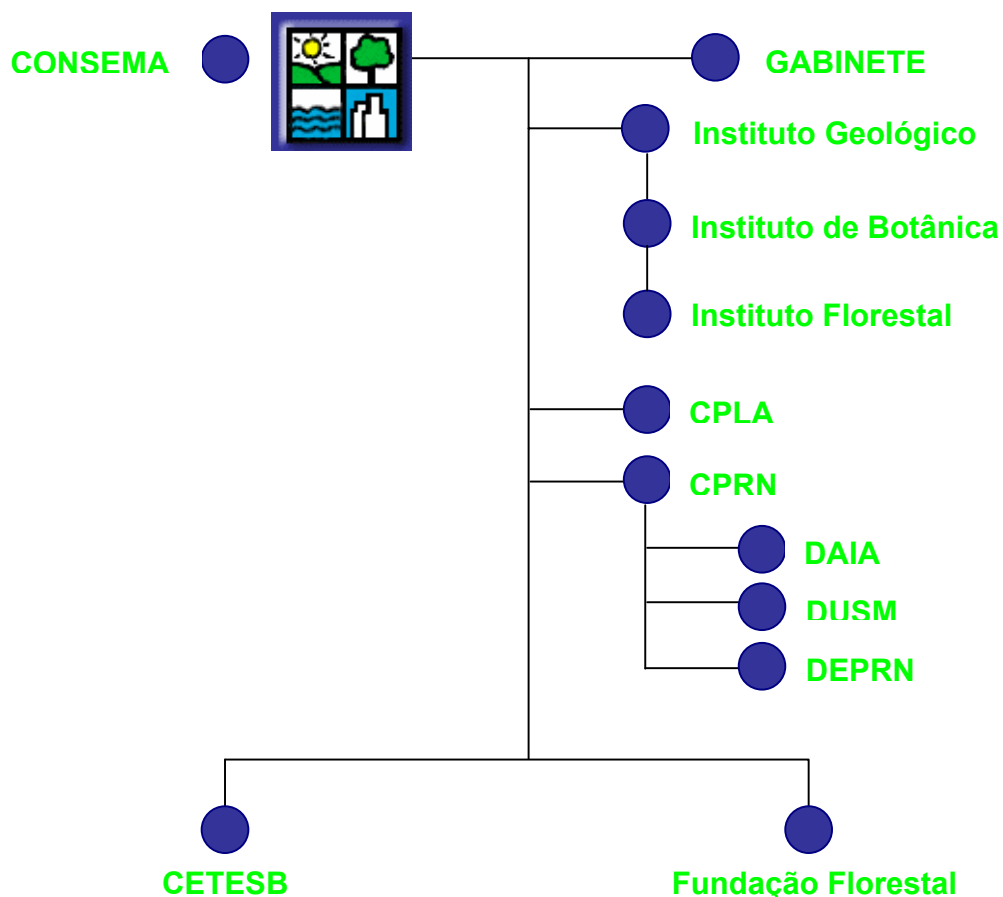 CONSEMA
GABINETE
Instituto Geológico
Instituto de Botânica
Instituto Florestal
CPLA
CPRN
DAIA
DUSM
DEPRN
CETESB
Fundação Florestal